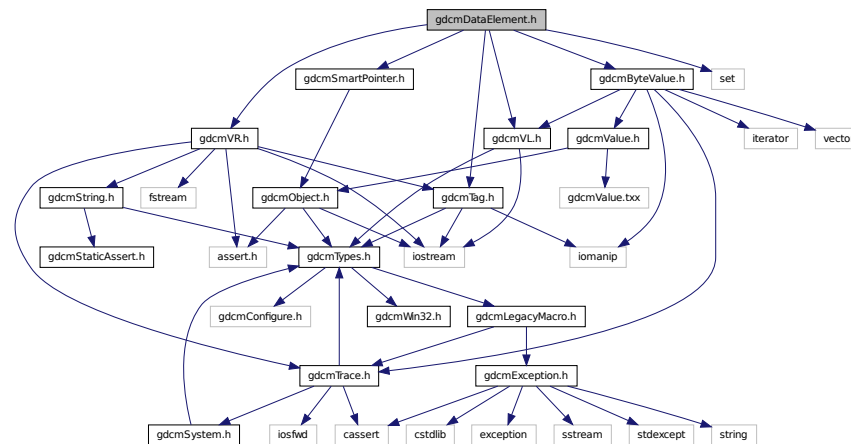 gdcmDataElement.h
gdcmSmartPointer.h
gdcmByteValue.h
set
gdcmVR.h
gdcmVL.h
gdcmValue.h
iterator
vecto
gdcmString.h
fstream
gdcmObject.h
gdcmTag.h
gdcmValue.txx
gdcmStaticAssert.h
assert.h
gdcmTypes.h
iostream
iomanip
gdcmConfigure.h
gdcmWin32.h
gdcmLegacyMacro.h
gdcmTrace.h
gdcmException.h
gdcmSystem.h
iosfwd
cassert
cstdlib
exception
sstream
stdexcept
string